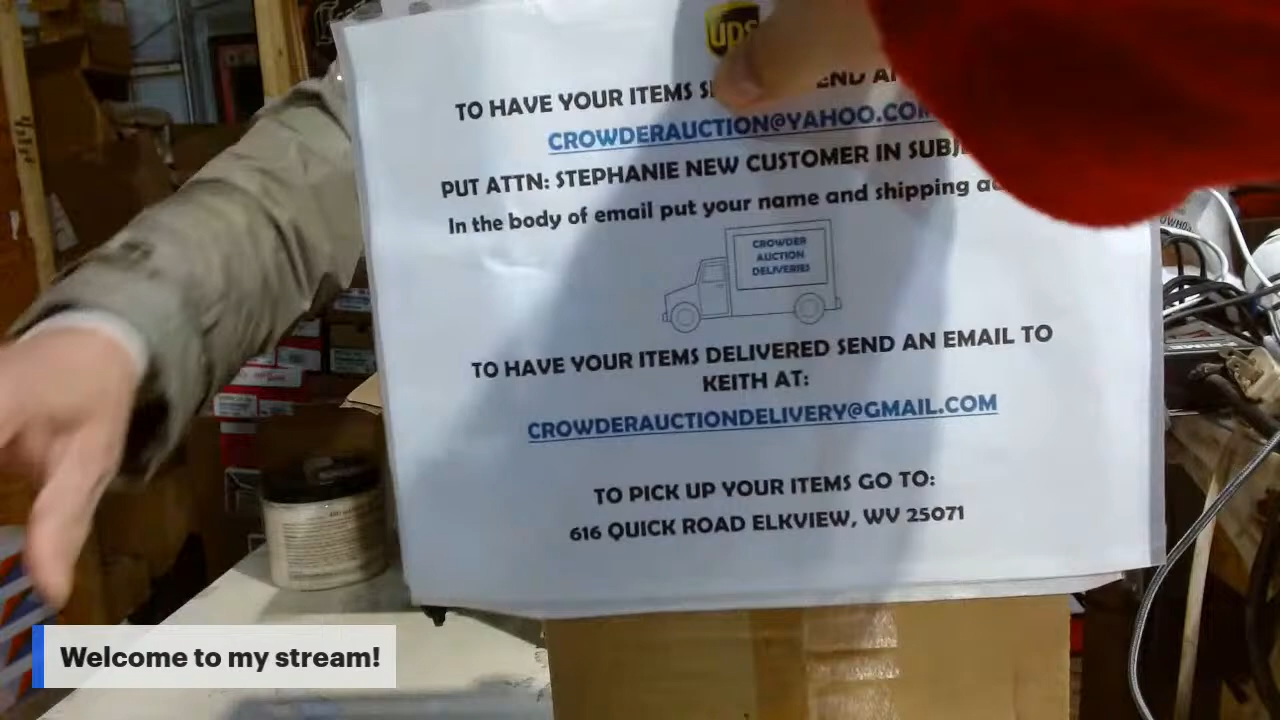 ups
TO HAVE YOUR ITEMS
CROWDERAUCTION@YAHOO.COM
PUT ATTN: STEPHANIE NEW CUSTOMER IN
In the body of email put your name and shipping
CROWDER
AUCTION
DELIVERIES
TO HAVE YOUR ITEMS DELIVERED SEND AN EMAIL TO
KEITH AT:
CROWDERAUCTIONDELIVERY@GMAIL.COM
TO PICK UP YOUR ITEMS GO TO:
616 QUICK ROAD ELKVIEW, WV 25071
Welcome to my stream!